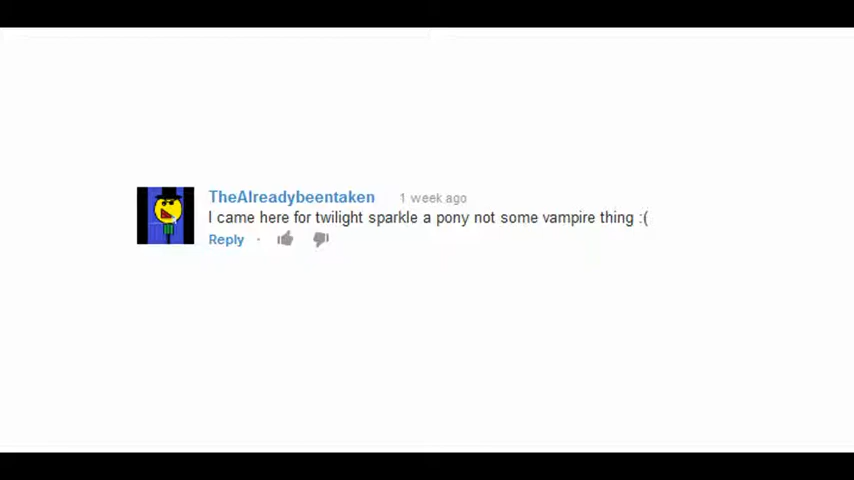 TheAlreadybeentaken 1 week ago
I came here for twilight sparkle a pony not some vampire thing :(
Reply ·